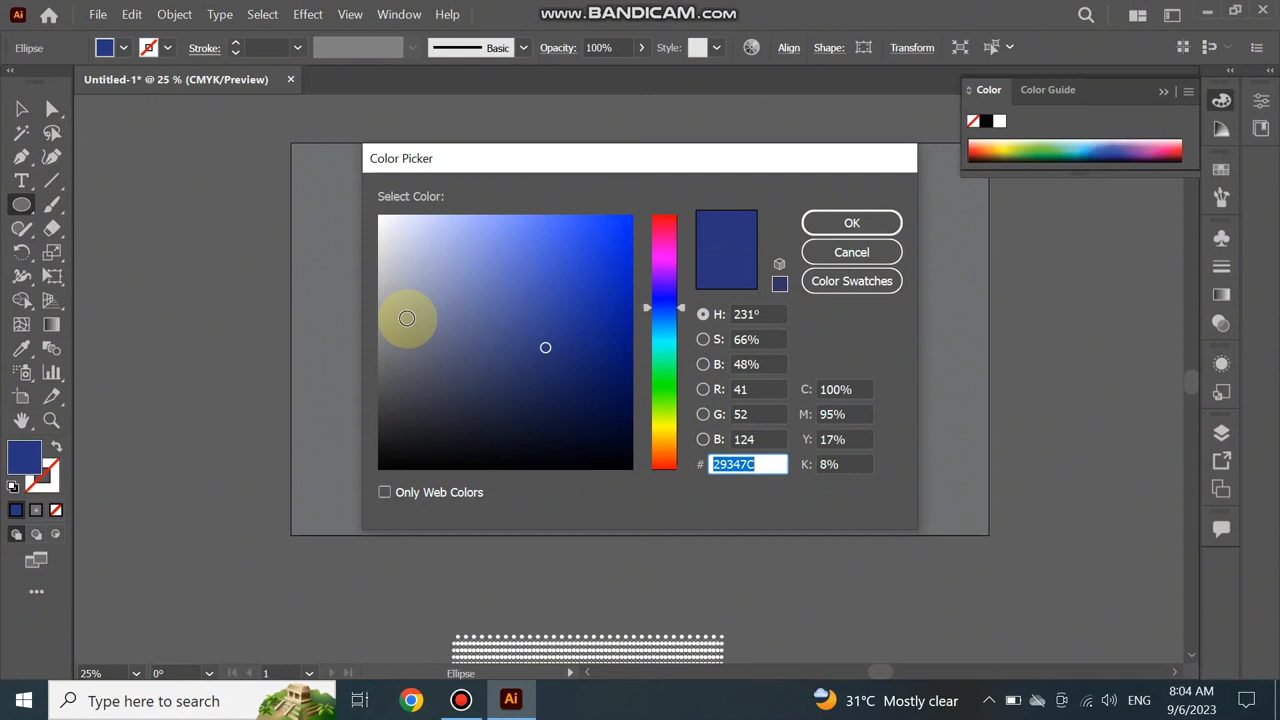 Ai File Edit Object Type Select Effect View Window Help
www.BANDICAM.com
Ellipse Stroke: Basic Opacity: 100% Style: Align Shape: Transform
Untitled-1* @ 25 % (CMYK/Preview)
Color Color Guide
Color Picker
Select Color:
OK
Cancel
Color Swatches
H: 231º
S: 66%
B: 48%
R: 41 C: 100%
G: 52 M: 95%
B: 124 Y: 17%
# 29347C K: 8%
Only Web Colors
25% 0° 1 Ellipse
Type here to search
Ai
31°C Mostly clear
ENG
8:04 AM
9/6/2023